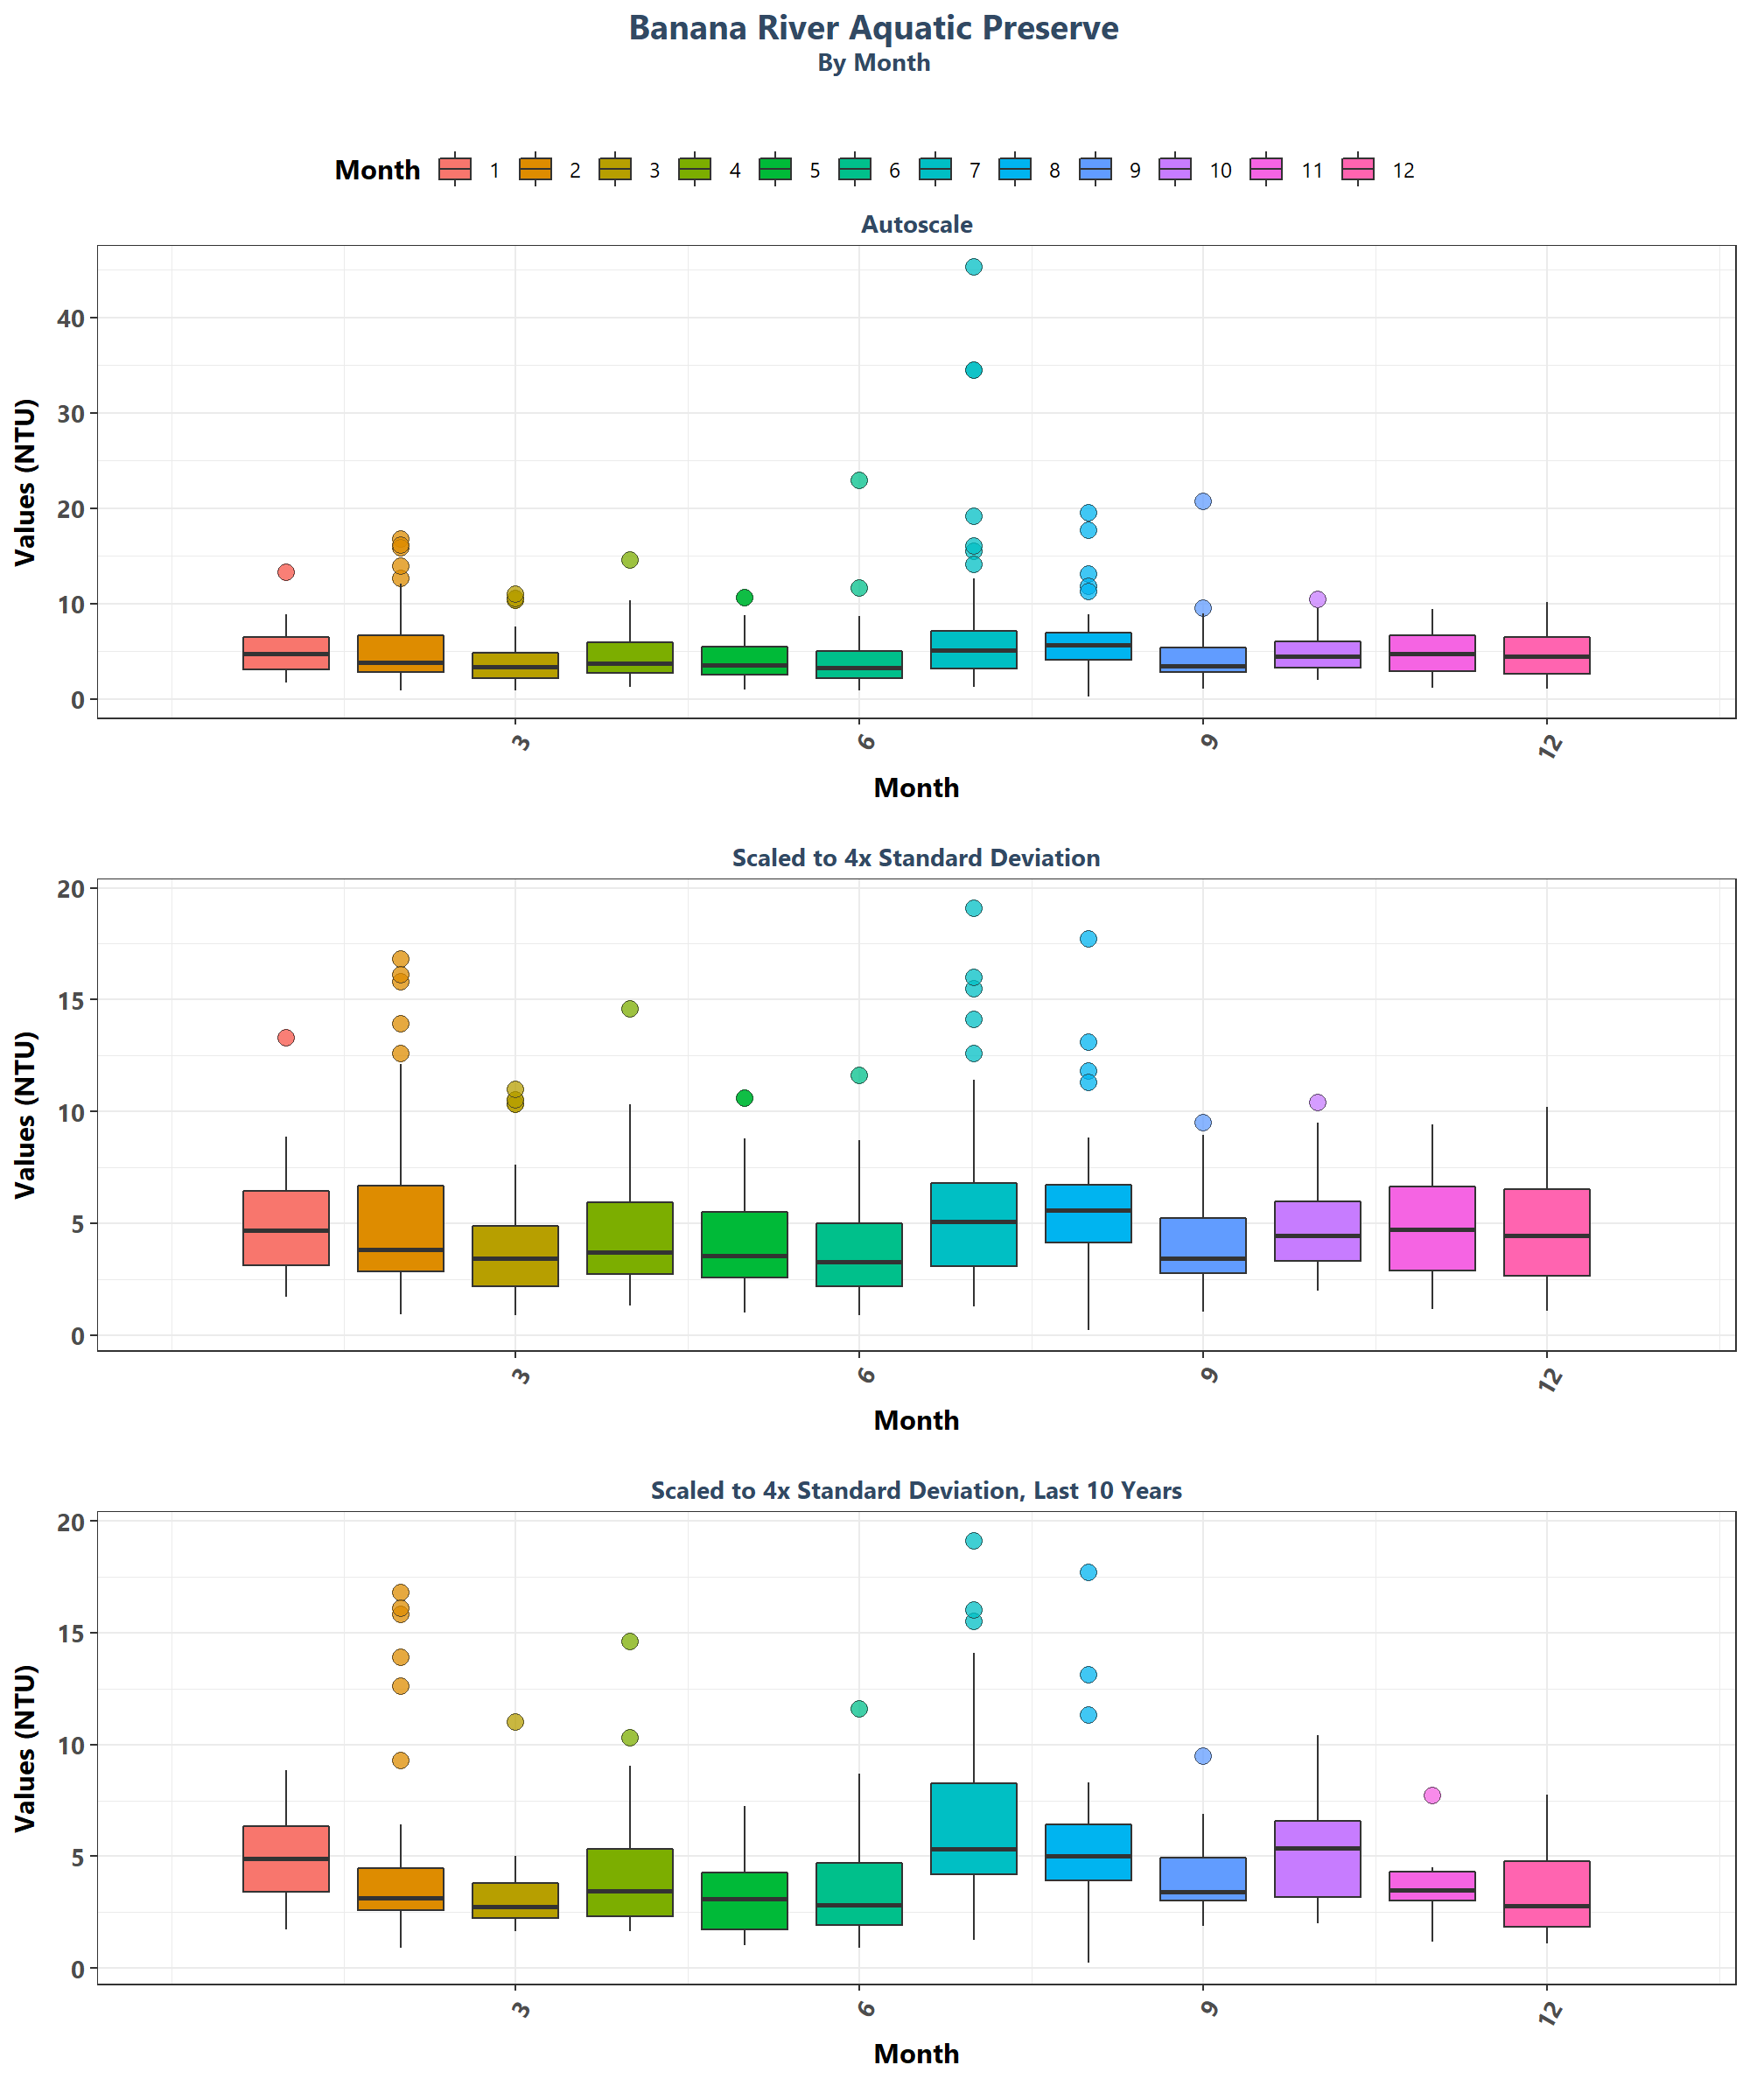 Banana River Aquatic Preserve
By Month
Month 1 2 3 4 5 6 7 8 9 10 11 12
Autoscale
Values (NTU)
40
30
20
10
0
3 6 9 12
Month
Scaled to 4x Standard Deviation
Values (NTU)
20
15
10
5
0
3 6 9 12
Month
Scaled to 4x Standard Deviation, Last 10 Years
Values (NTU)
20
15
10
5
0
3 6 9 12
Month